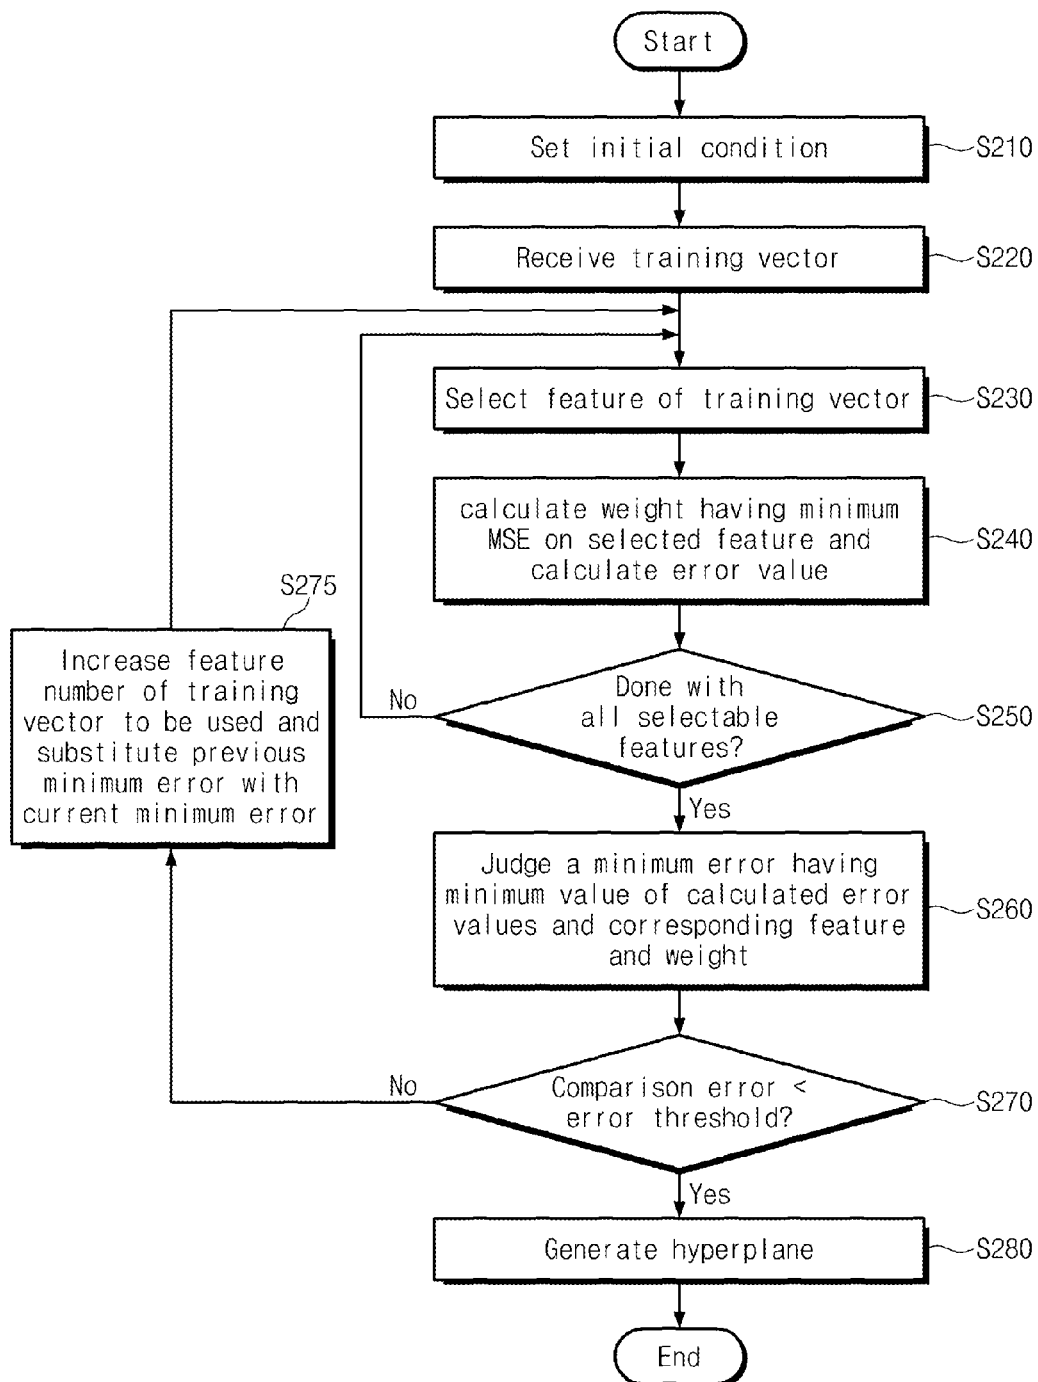 Start
Set initial condition
S210
Receive training vector
S220
Select feature of training vector
S230
calculate weight having minimum
MSE on selected feature and
calculate error value
S240
S275
Increase feature
number of training
vector to be used and
substitute previous
minimum error with
current minimum error
No
Done with
all selectable
features?
S250
Yes
Judge a minimum error having
minimum value of calculated error
values and corresponding feature
and weight
S260
No
Comparison error <
error threshold?
S270
Yes
Generate hyperplane
S280
End